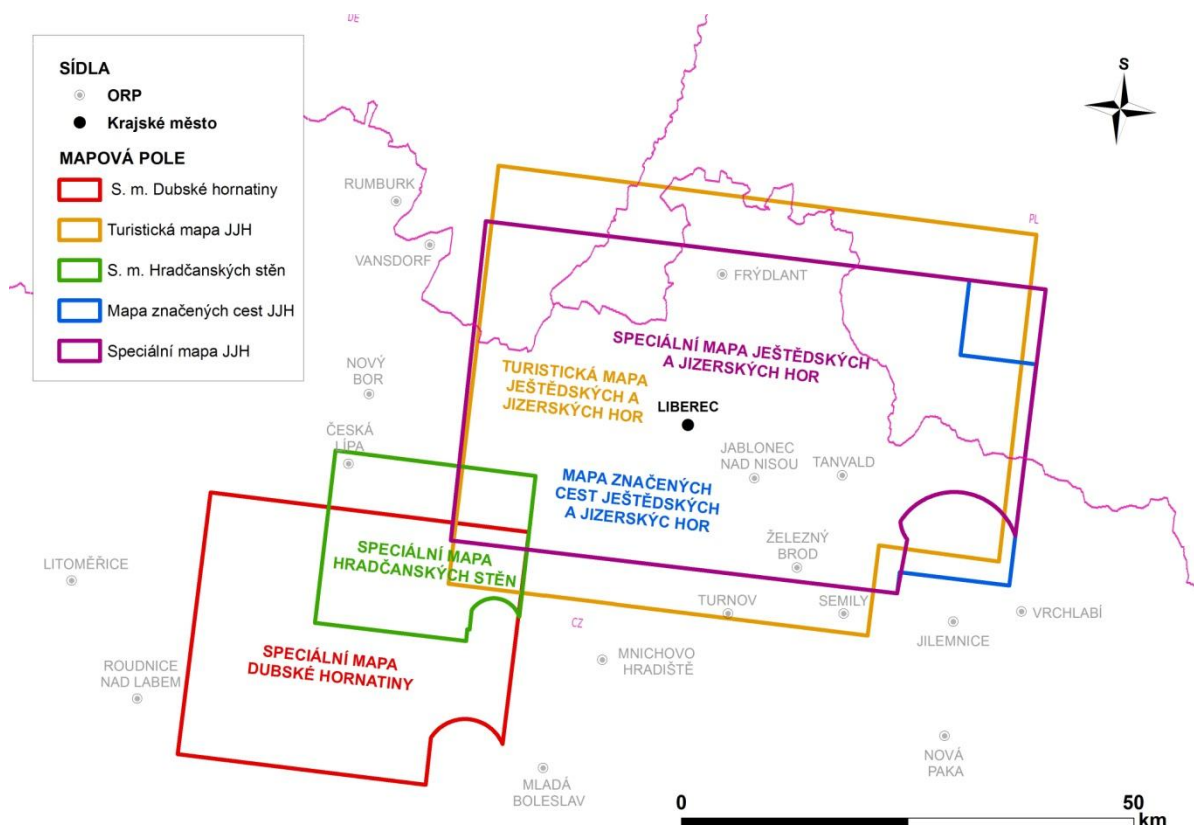 DE
SÍDLA
ORP
Krajské město
MAPOVÁ POLE
S. m. Dubské hornatiny
Turistická mapa JJH
S. m. Hradčanských stěn
Mapa značených cest JJH
Speciální mapa JJH
S
RUMBURK
VANSDORF
PL
FRÝDLANT
SPECIÁLNÍ MAPA JEŠTĚDSKÝCH
A JIZERSKÝCH HOR
TURISTICKÁ MAPA
JEŠTĚDSKÝCH A
JIZERSKÝCH HOR
NOVÝ
BOR
LIBEREC
ČESKÁ
LÍPA
JABLONEC
NAD NISOU
TANVALD
MAPA ZNAČENÝCH
CEST JEŠTĚDSKÝCH
A JIZERSKÝC HOR
LITOMĚŘICE
SPECIÁLNÍ MAPA
HRADČANSKÝCH STĚN
ŽELEZNÝ
BROD
TURNOV
SEMILY
VRCHLABÍ
JILEMNICE
CZ
MNICHOVO
HRADIŠTĚ
SPECIÁLNÍ MAPA
DUBSKÉ HORNATINY
ROUDNICE
NAD LABEM
NOVÁ
PAKA
MLADÁ
BOLESLAV
0
50
km